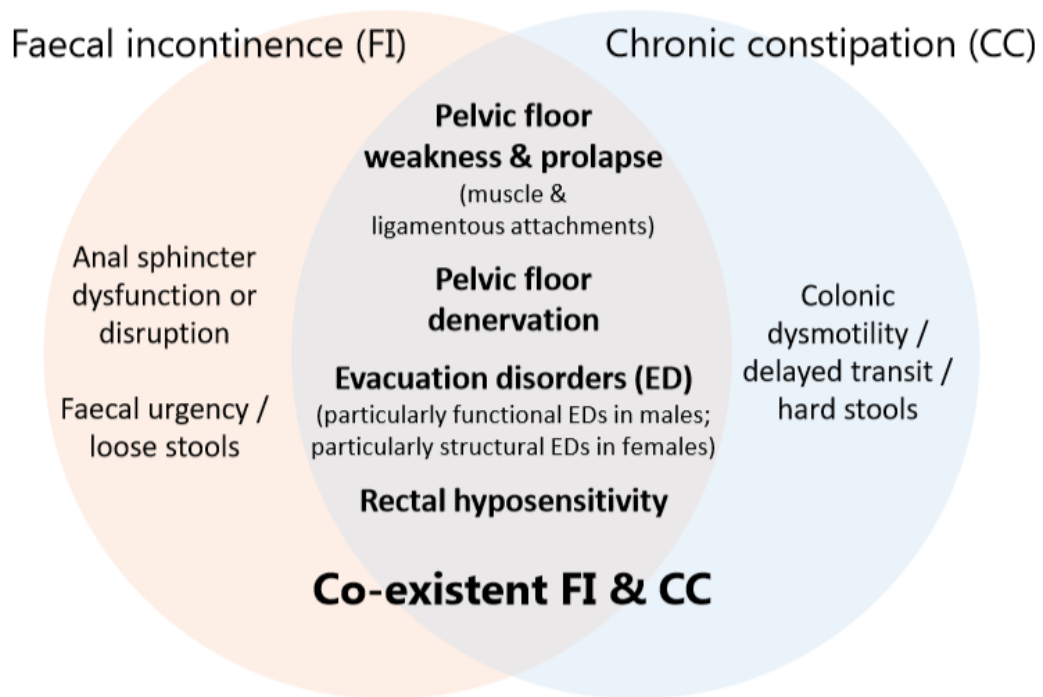 Faecal incontinence (FI)
Chronic constipation (CC)
Pelvic floor
weakness & prolapse
(muscle &
ligamentous attachments)
Anal sphincter
dysfunction or
disruption
Faecal urgency /
loose stools
Pelvic floor
denervation
Evacuation disorders (ED)
(particularly functional EDs in males;
particularly structural EDs in females)
Rectal hyposensitivity
Colonic
dysmotility /
delayed transit /
hard stools
Co-existent FI & CC